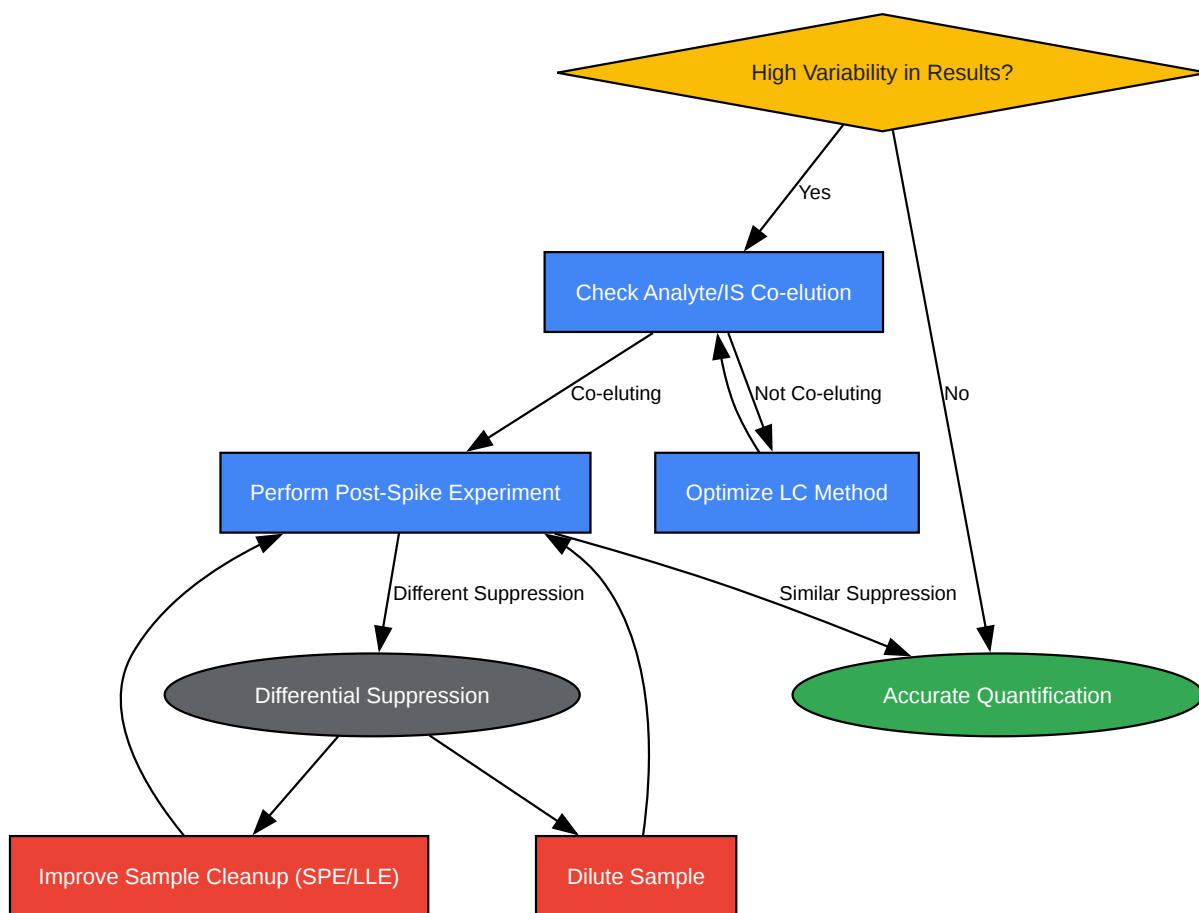 High Variability in Results?
Yes
Check Analyte/IS Co-elution
Co-eluting
Not Co-eluting
No
Perform Post-Spike Experiment
Optimize LC Method
Different Suppression
Similar Suppression
Differential Suppression
Accurate Quantification
Improve Sample Cleanup (SPE/LLE)
Dilute Sample